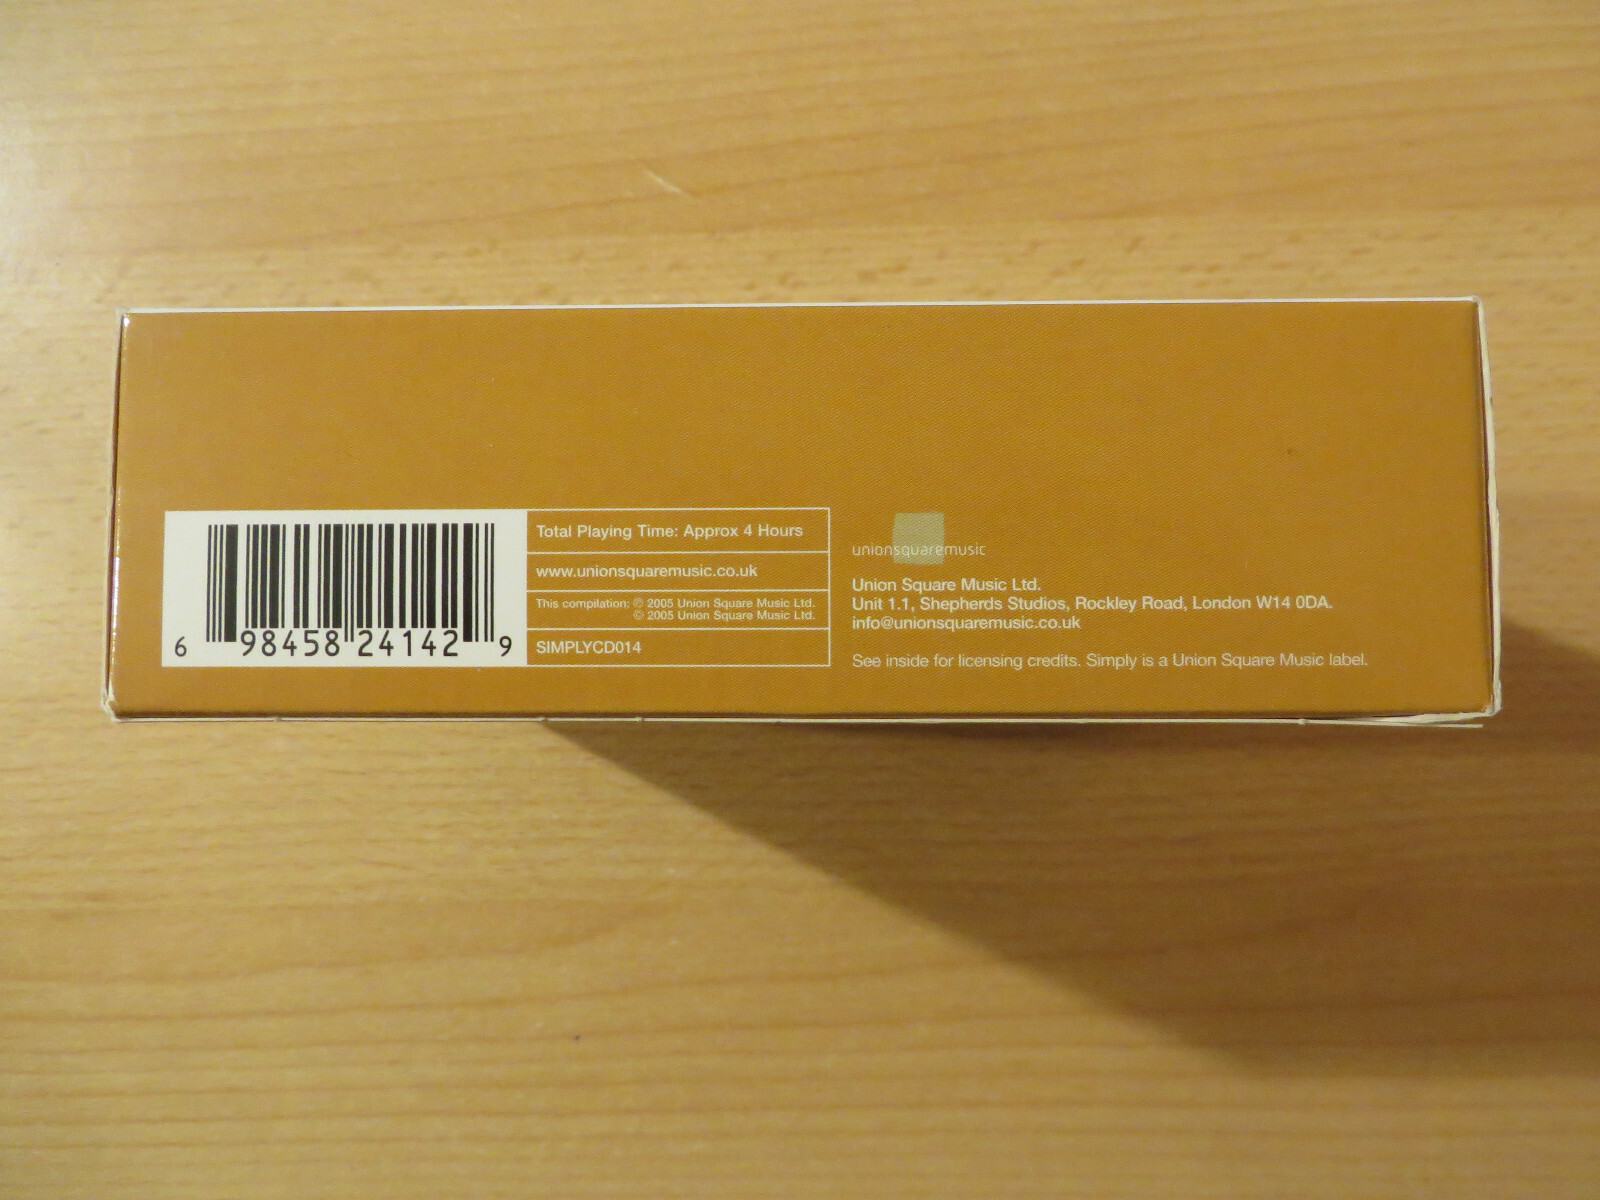 6 98458 24142 9
Total Playing Time: Approx 4 Hours
www.unionsquaremusic.co.uk
This compilation: ℗ 2005 Union Square Music Ltd.
© 2005 Union Square Music Ltd.
SIMPLYCD014
unionsquaremusic
Union Square Music Ltd.
Unit 1.1, Shepherds Studios, Rockley Road, London W14 0DA.
info@unionsquaremusic.co.uk
See inside for licensing credits. Simply is a Union Square Music label.